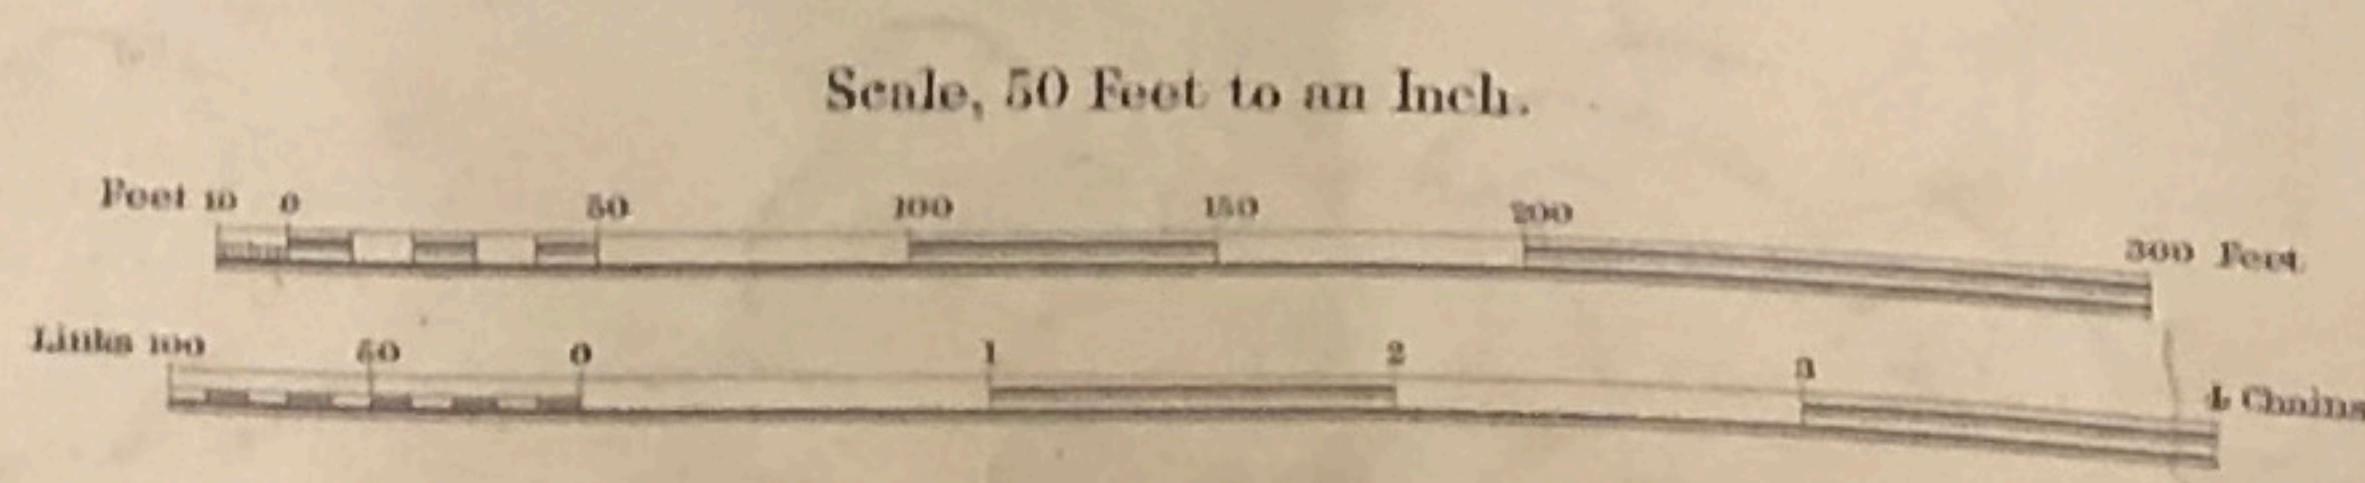 Scale, 50 Feet to an Inch.
Feet 10 0 50 100 150 200 300 Feet
Links 100 50 0 1 2 3 4 Chains